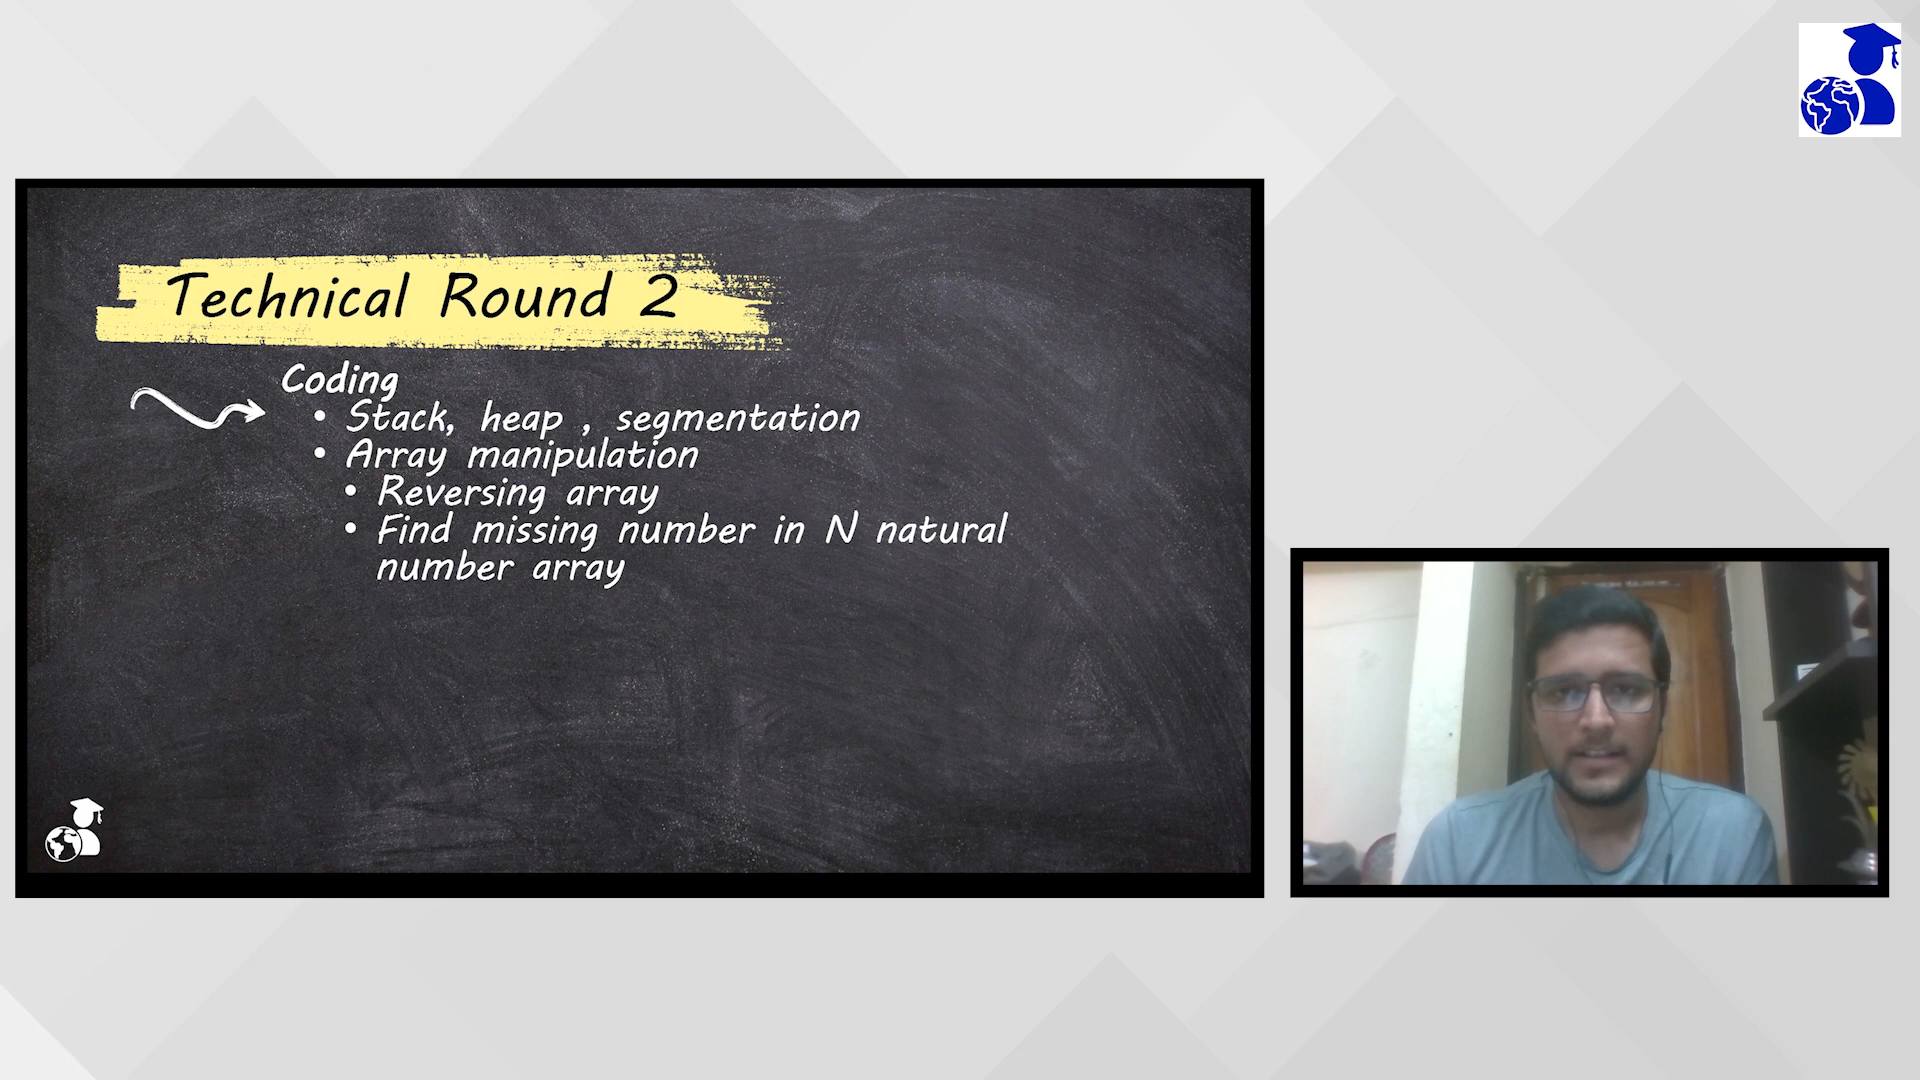 Technical Round 2
Coding
• Stack, heap , segmentation
• Array manipulation
• Reversing array
• Find missing number in N natural
number array